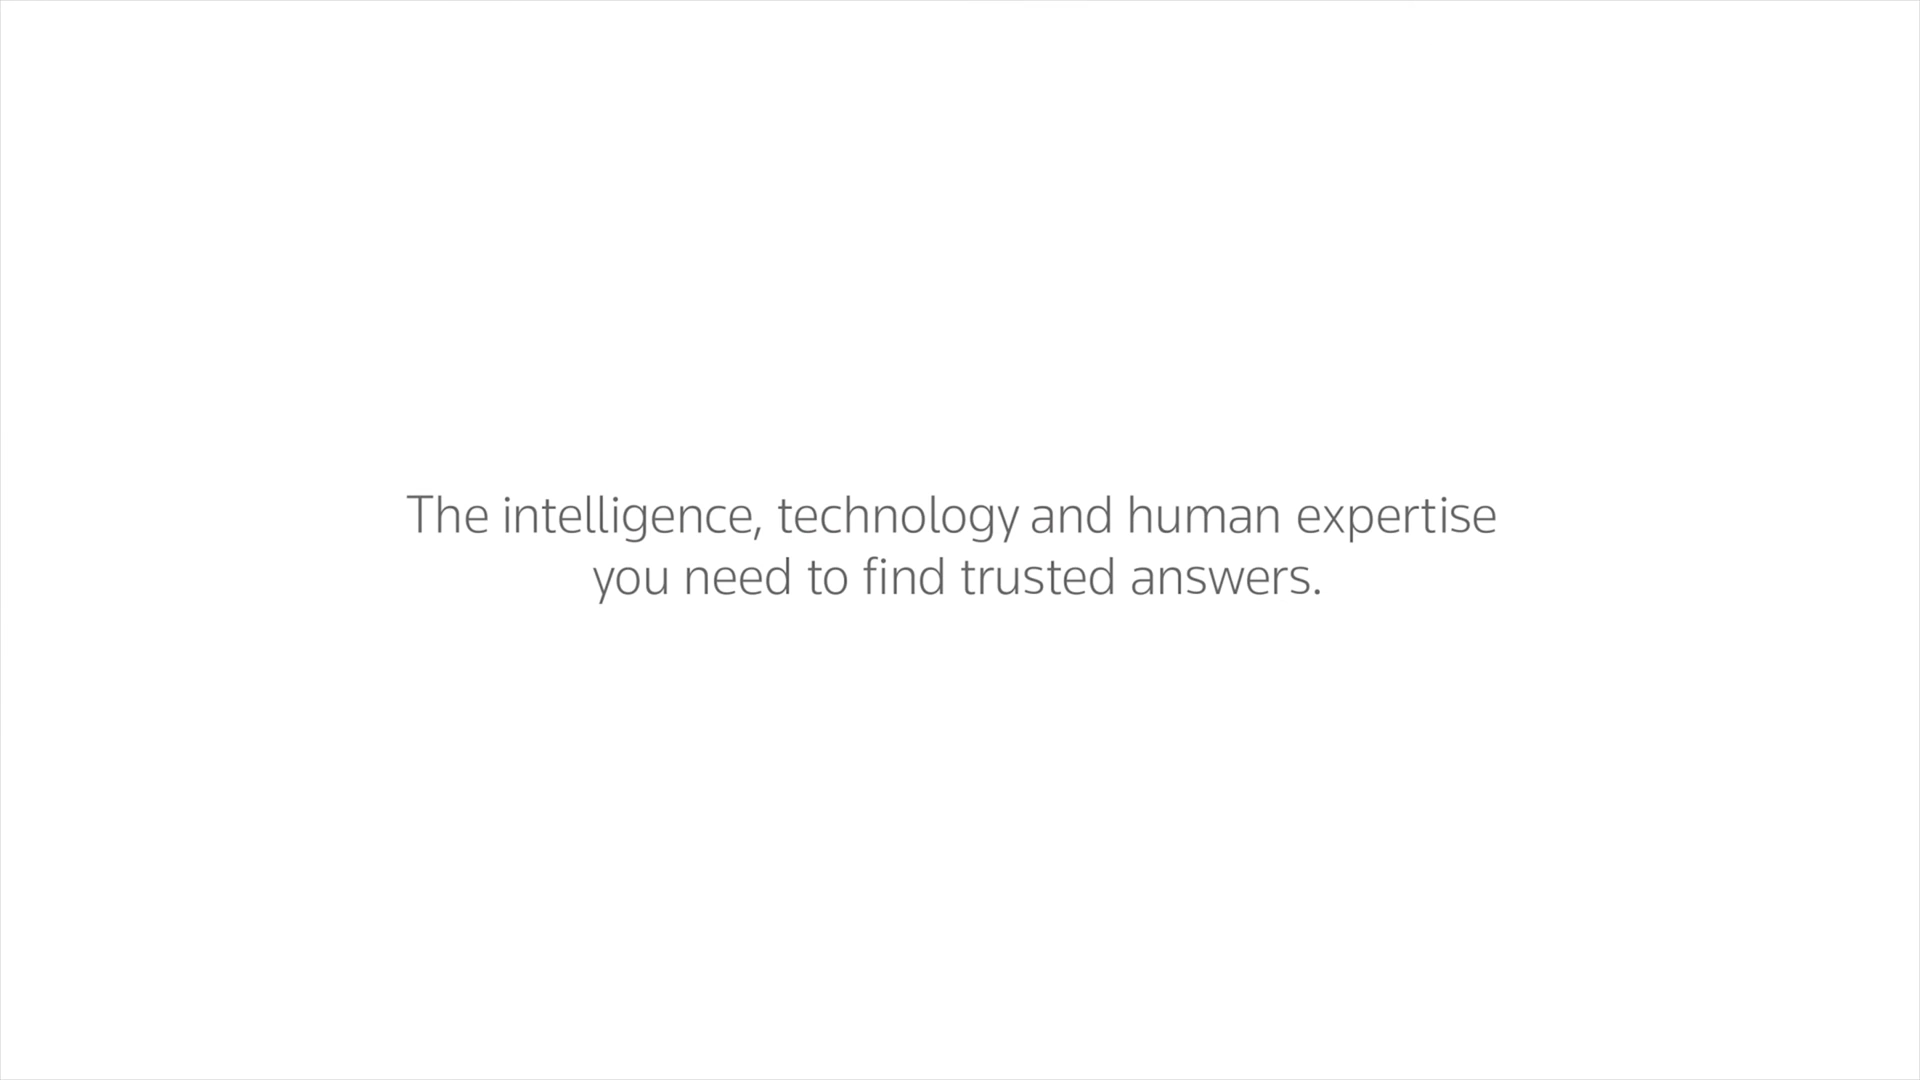 The intelligence, technology and human expertise
you need to find trusted answers.